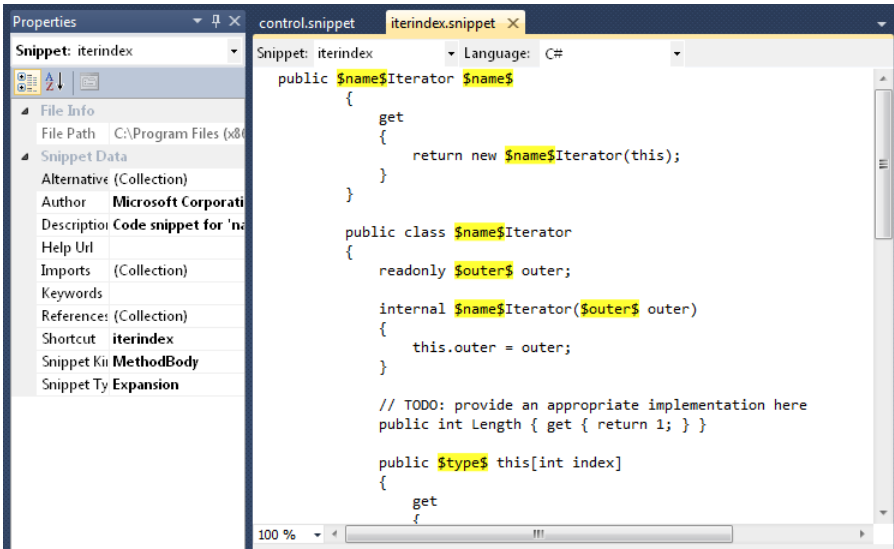 Properties
Snippet: iterindex
File Info
File Path C:\Program Files (x86
Snippet Data
Alternative (Collection)
Author Microsoft Corporati
Description Code snippet for 'na
Help Url
Imports (Collection)
Keywords
References (Collection)
Shortcut iterindex
Snippet Ki MethodBody
Snippet Ty Expansion
control.snippet iterindex.snippet
Snippet: iterindex Language: C#
public $name$Iterator $name$
{
get
{
return new $name$Iterator(this);
}
}
public class $name$Iterator
{
readonly $outer$ outer;
internal $name$Iterator($outer$ outer)
{
this.outer = outer;
}
// TODO: provide an appropriate implementation here
public int Length { get { return 1; } }
public $type$ this[int index]
{
get
{
100 %